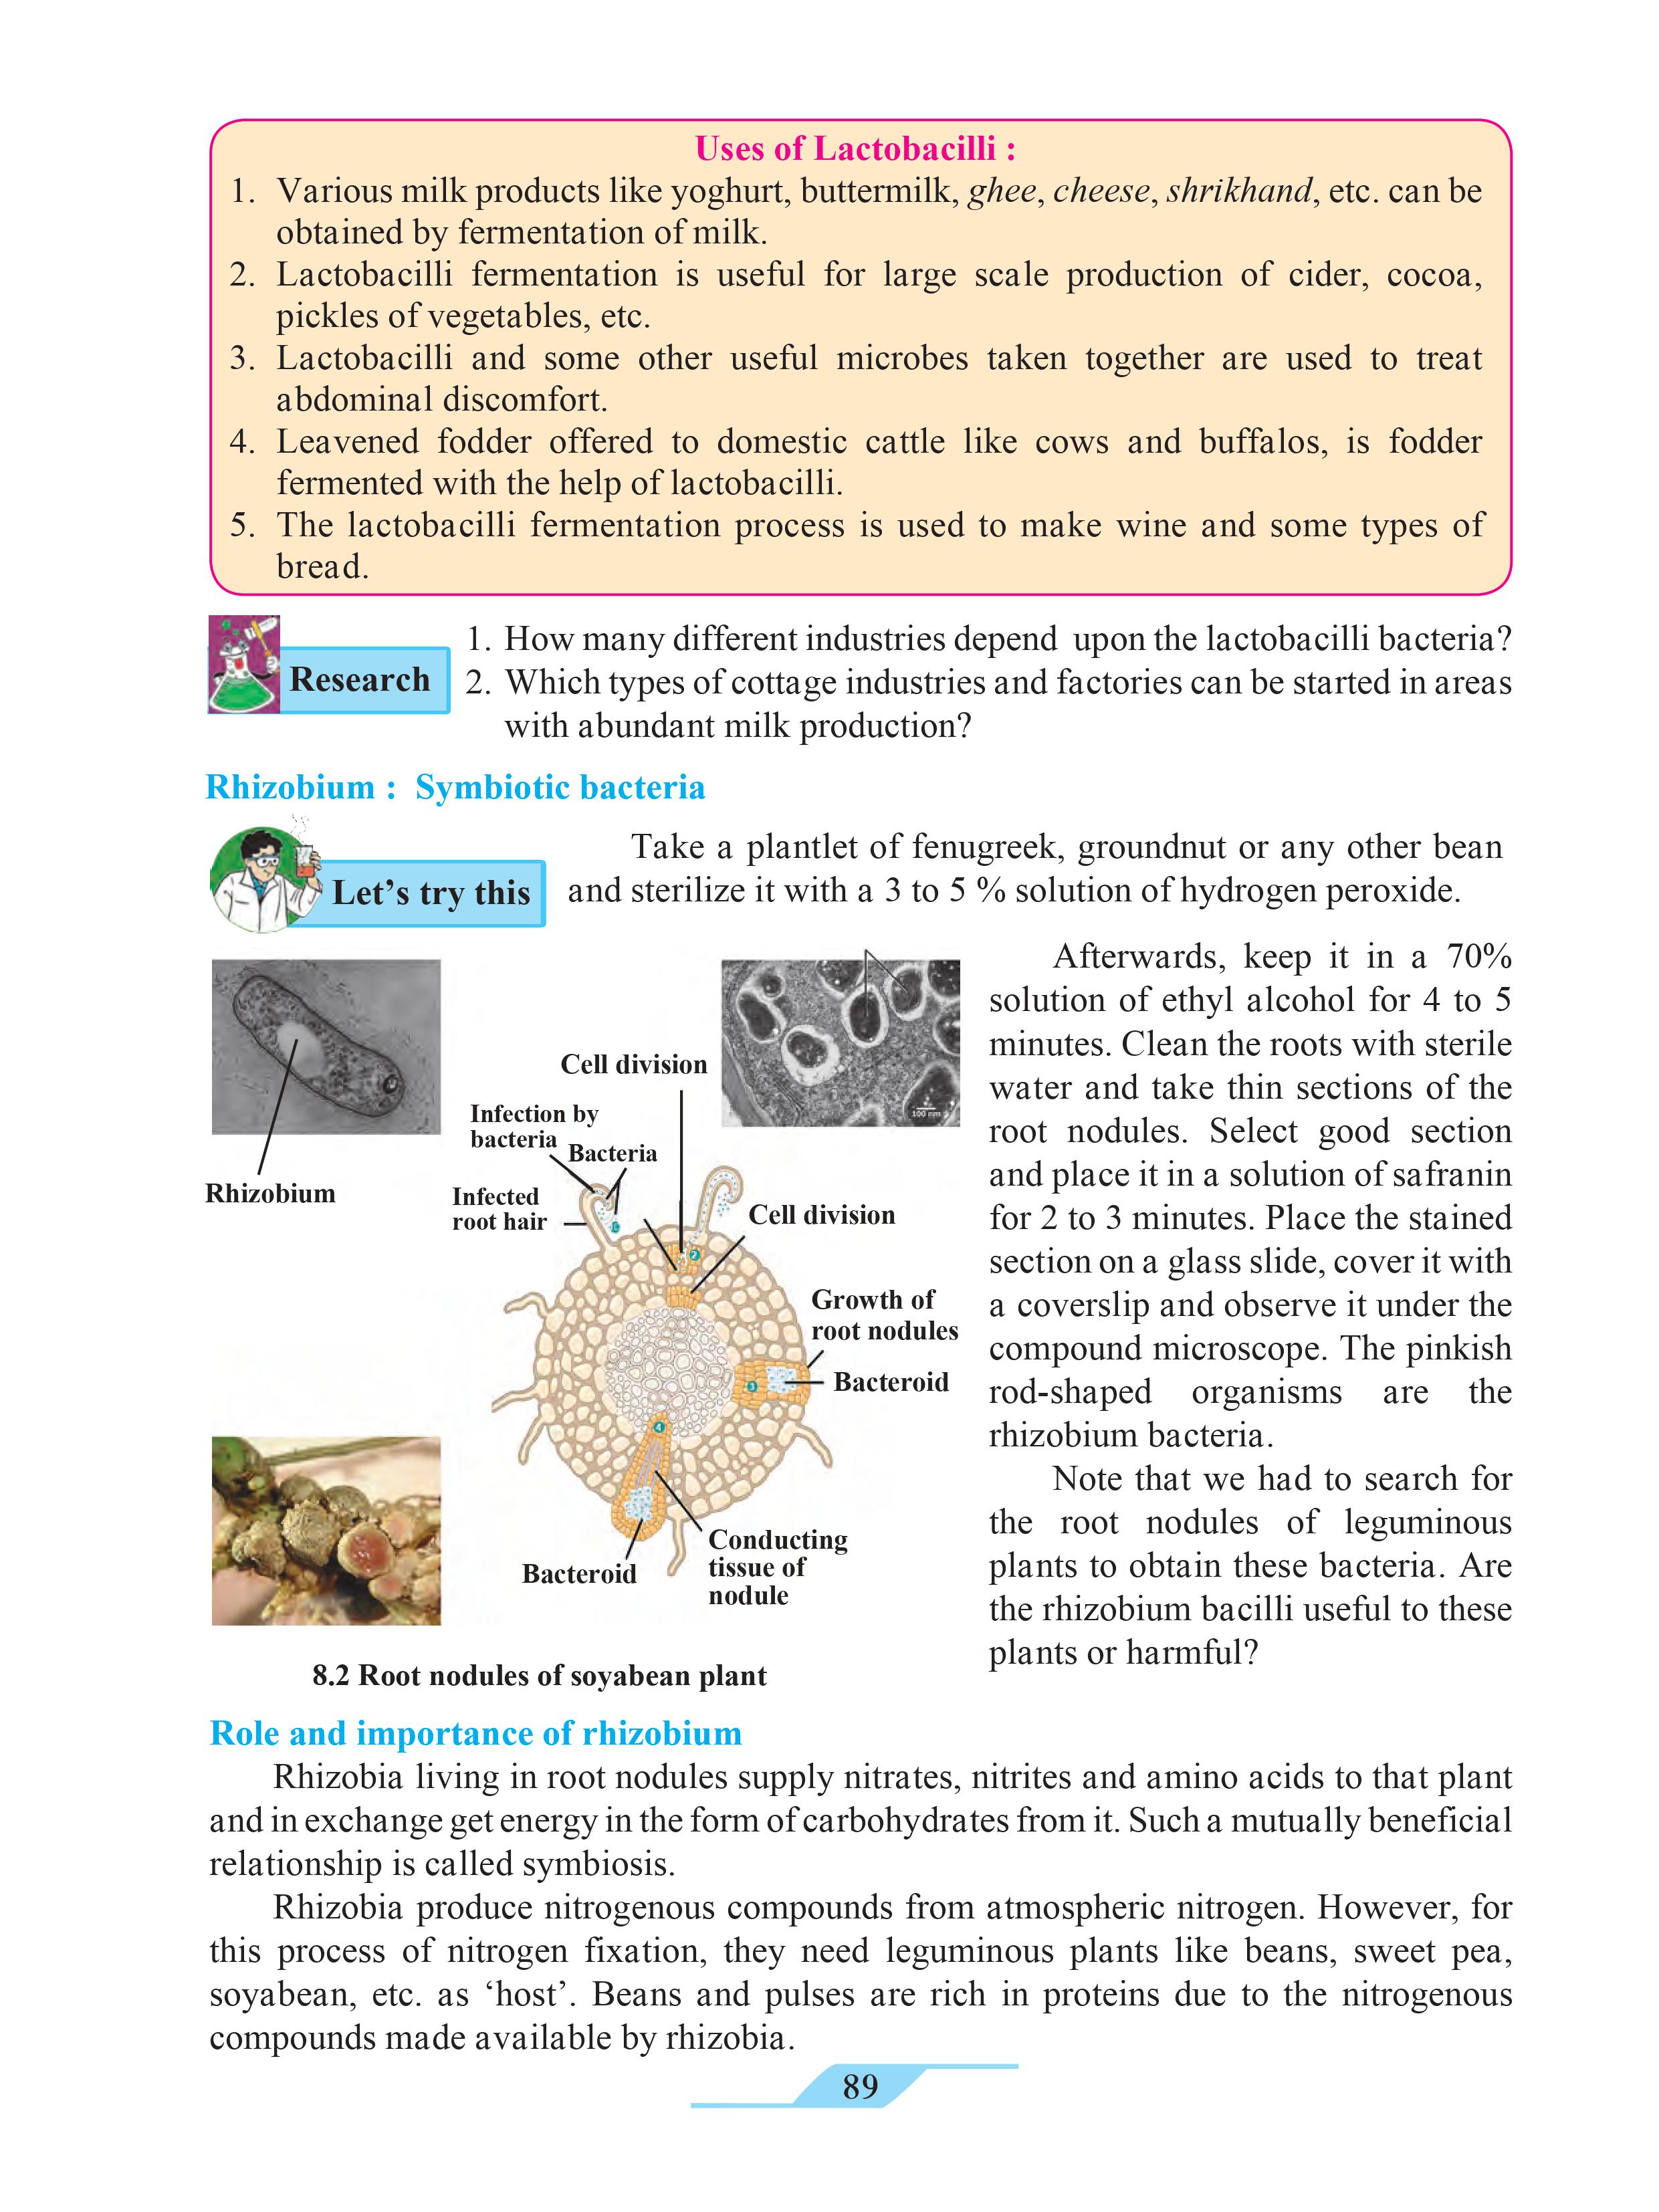 Uses of Lactobacilli :
1. Various milk products like yoghurt, buttermilk, ghee, cheese, shrikhand, etc. can be
obtained by fermentation of milk.
2. Lactobacilli fermentation is useful for large scale production of cider, cocoa,
pickles of vegetables, etc.
3. Lactobacilli and some other useful microbes taken together are used to treat
abdominal discomfort.
4. Leavened fodder offered to domestic cattle like cows and buffalos, is fodder
fermented with the help of lactobacilli.
5. The lactobacilli fermentation process is used to make wine and some types of
bread.
Research
1. How many different industries depend upon the lactobacilli bacteria?
2. Which types of cottage industries and factories can be started in areas
with abundant milk production?
Rhizobium : Symbiotic bacteria
Let’s try this
Take a plantlet of fenugreek, groundnut or any other bean
and sterilize it with a 3 to 5 % solution of hydrogen peroxide.
Afterwards, keep it in a 70%
solution of ethyl alcohol for 4 to 5
minutes. Clean the roots with sterile
water and take thin sections of the
root nodules. Select good section
and place it in a solution of safranin
for 2 to 3 minutes. Place the stained
section on a glass slide, cover it with
a coverslip and observe it under the
compound microscope. The pinkish
rod-shaped organisms are the
rhizobium bacteria.
Note that we had to search for
the root nodules of leguminous
plants to obtain these bacteria. Are
the rhizobium bacilli useful to these
plants or harmful?
Rhizobium
100 nm
Cell division
Infection by
bacteria
Bacteria
Infected
root hair
1
2
Cell division
Growth of
root nodules
3
Bacteroid
4
Conducting
tissue of
nodule
Bacteroid
8.2 Root nodules of soyabean plant
Role and importance of rhizobium
Rhizobia living in root nodules supply nitrates, nitrites and amino acids to that plant
and in exchange get energy in the form of carbohydrates from it. Such a mutually beneficial
relationship is called symbiosis.
Rhizobia produce nitrogenous compounds from atmospheric nitrogen. However, for
this process of nitrogen fixation, they need leguminous plants like beans, sweet pea,
soyabean, etc. as ‘host’. Beans and pulses are rich in proteins due to the nitrogenous
compounds made available by rhizobia.
89